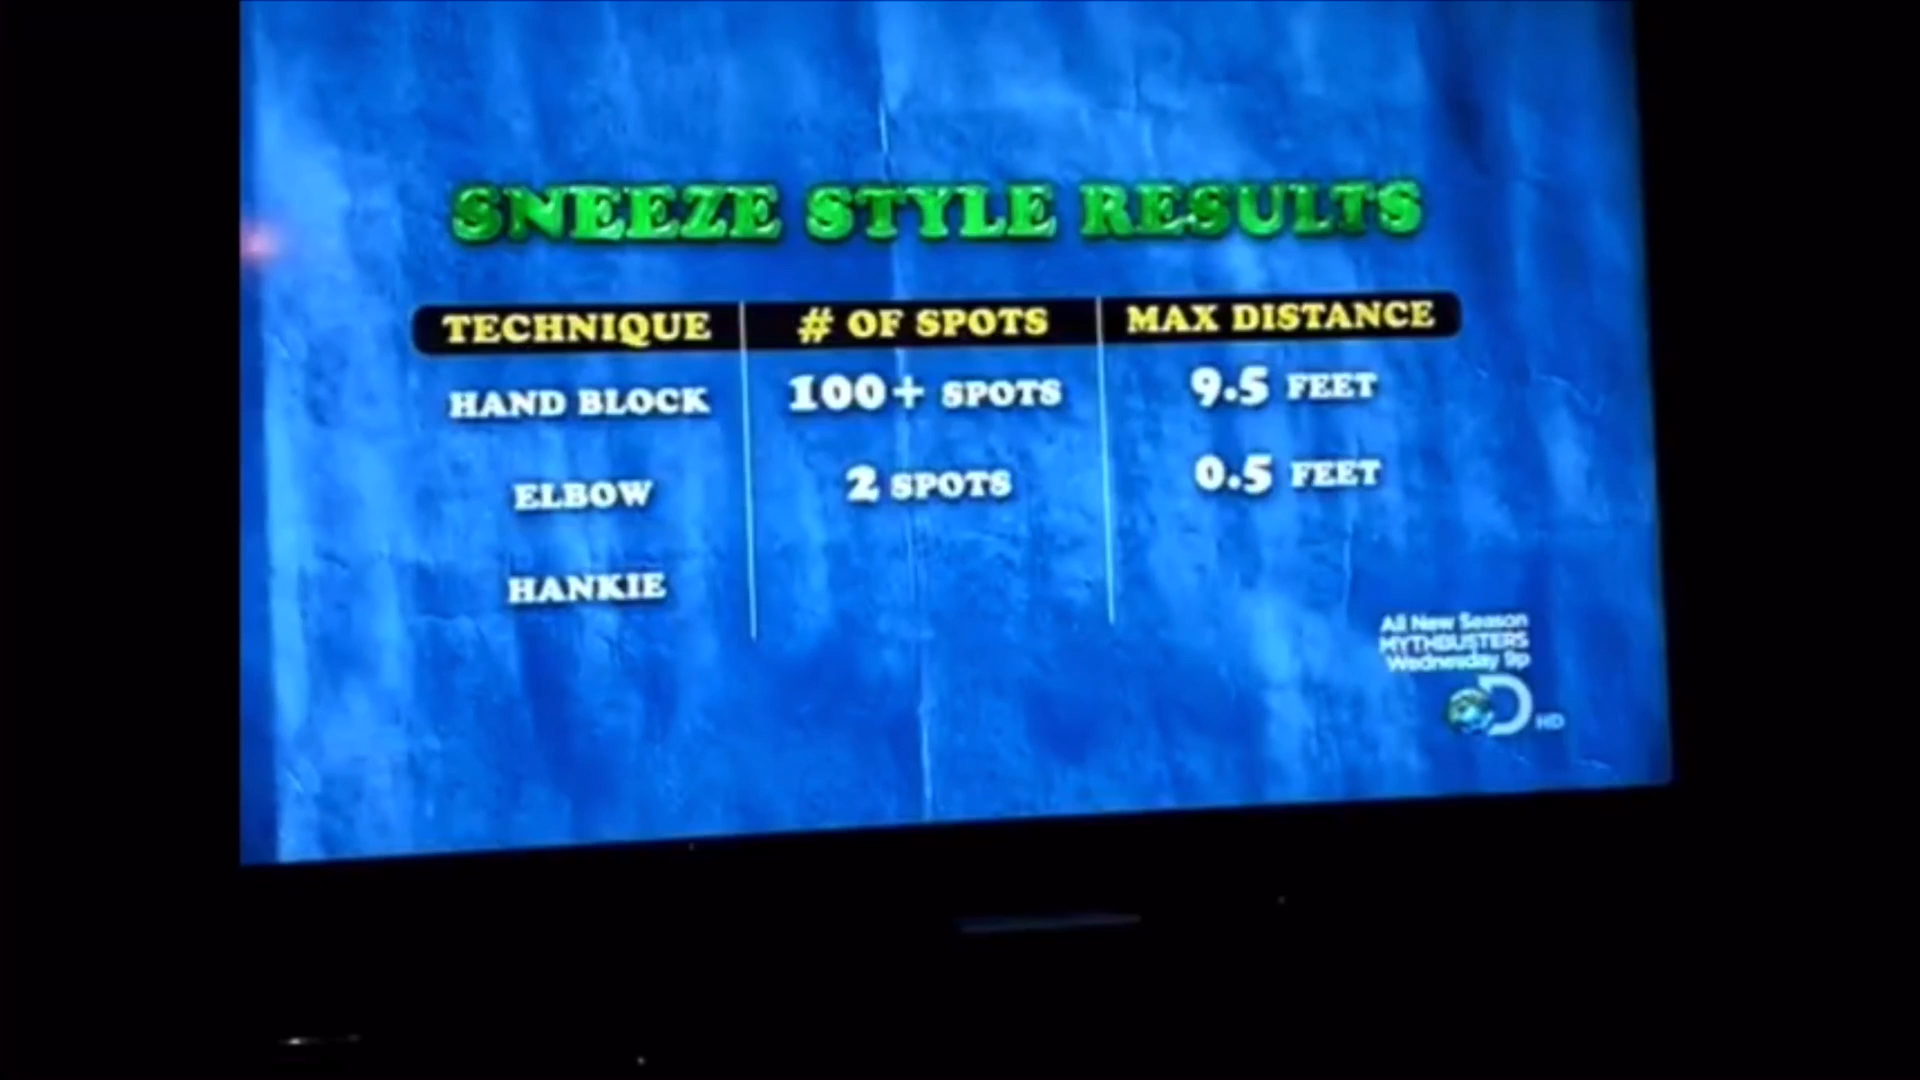 SNEEZE STYLE RESULTS
TECHNIQUE # OF SPOTS MAX DISTANCE
HAND BLOCK 100+ SPOTS 9.5 FEET
ELBOW 2 SPOTS 0.5 FEET
HANKIE
All New Season
MYTHBUSTERS
Wednesday 9p
D HD